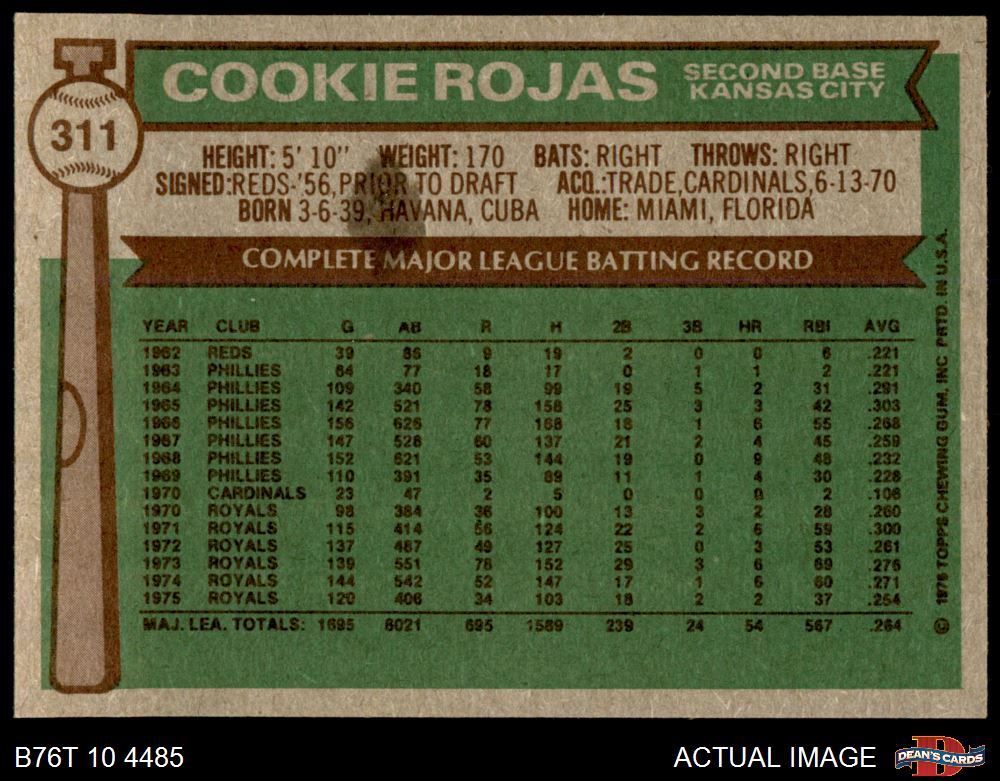 311
COOKIE ROJAS
SECOND BASE
KANSAS CITY
HEIGHT: 5' 10" WEIGHT: 170 BATS: RIGHT THROWS: RIGHT
SIGNED:REDS-'56,PRIOR TO DRAFT ACQ.:TRADE,CARDINALS,6-13-70
BORN 3-6-39, HAVANA, CUBA HOME: MIAMI, FLORIDA
COMPLETE MAJOR LEAGUE BATTING RECORD
YEAR CLUB G AB R H 2B 3B HR RBI AVG
1962 REDS 39 86 9 19 2 0 0 6 .221
1963 PHILLIES 64 77 18 17 0 1 1 2 .221
1964 PHILLIES 109 340 58 99 19 5 2 31 .291
1965 PHILLIES 142 521 78 158 25 3 3 42 .303
1966 PHILLIES 156 626 77 168 18 1 6 55 .268
1967 PHILLIES 147 528 60 137 21 2 4 45 .259
1968 PHILLIES 152 621 53 144 19 0 9 48 .232
1969 PHILLIES 110 391 35 89 11 1 4 30 .228
1970 CARDINALS 23 47 2 5 0 0 0 2 .106
1970 ROYALS 98 384 36 100 13 3 2 28 .260
1971 ROYALS 115 414 56 124 22 2 6 59 .300
1972 ROYALS 137 487 49 127 25 0 3 53 .261
1973 ROYALS 139 551 78 152 29 3 6 69 .276
1974 ROYALS 144 542 52 147 17 1 6 60 .271
1975 ROYALS 120 406 34 103 18 2 2 37 .254
MAJ. LEA. TOTALS: 1695 6021 695 1589 239 24 54 567 .264
© 1976 TOPPS CHEWING GUM, INC. PRTD. IN U.S.A.
B76T 10 4485
ACTUAL IMAGE
D
DEAN'S CARDS